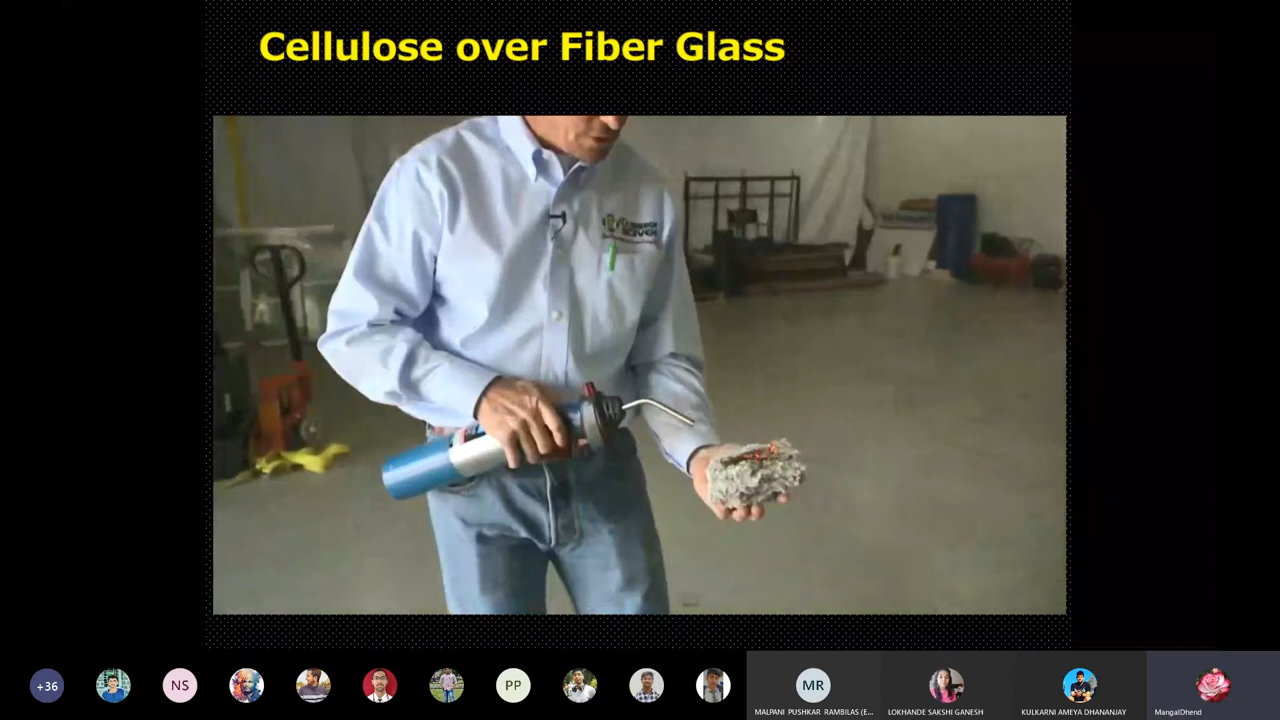 Cellulose over Fiber Glass
+36
NS
PP
MR
MALPANI PUSHKAR RAMBILAS (E...
LOKHANDE SAKSHI GANESH
KULKARNI AMEYA DHANANJAY
MangalDhend